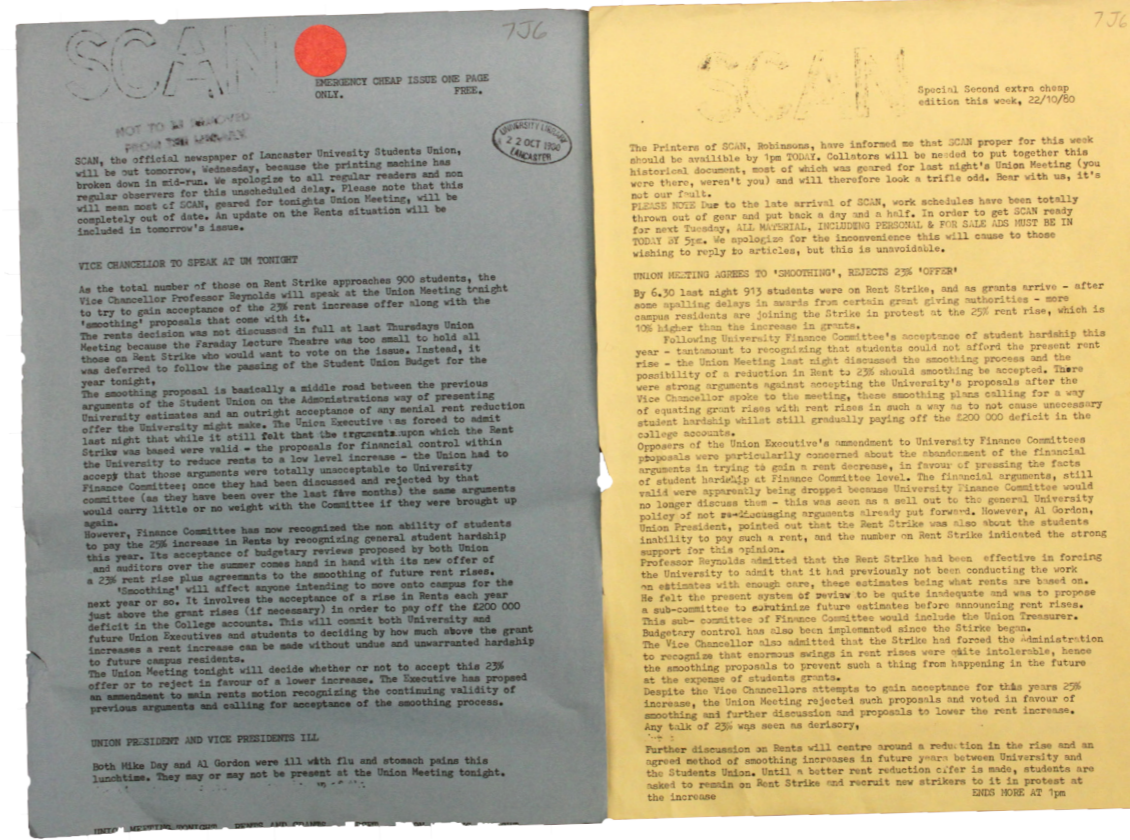 SCAN
7J6
EMERGENCY CHEAP ISSUE ONE PAGE
ONLY. FREE.
NOT TO BE REMOVED
FROM THE LIBRARY
UNIVERSITY LIBRARY
22 OCT 1980
LANCASTER
SCAN, the official newspaper of Lancaster Univesity Students Union,
will be out tomorrow, Wednesday, because the printing machine has
broken down in mid-run. We apologise to all regular readers and non
regular observers for this unscheduled delay. Please note that this
will mean most of SCAN, geared for tonights Union Meeting, will be
completely out of date. An update on the Rents situation will be
included in tomorrow's issue.
VICE CHANCELLOR TO SPEAK AT UM TONIGHT
As the total number of those on Rent Strike approaches 900 students, the
Vice Chancellor Professor Reynolds will speak at the Union Meeting tonight
to try to gain acceptance of the 23% rent increase offer along with the
'smoothing' proposals that come with it.
The rents decision was not discussed in full at last Thursdays Union
Meeting because the Faraday Lecture Theatre was too small to hold all
those on Rent Strike who would want to vote on the issue. Instead, it
was deferred to follow the passing of the Student Union Budget for the
year tonight,
The smoothing proposal is basically a middle road between the previous
arguments of the Student Union on the Administrations way of presenting
University estimates and an outright acceptance of any menial rent reduction
offer the University might make. The Union Executive was forced to admit
last night that while it still felt that the arguments upon which the Rent
Strike was based were valid - the proposals for financial control within
the University to reduce rents to a low level increase - the Union had to
accept that those arguments were totally unacceptable to University
Finance Committee; once they had been discussed and rejected by that
committee (as they have been over the last five months) the same arguments
would carry little or no weight with the Committee if they were brought up
again.
However, Finance Committee has now recognized the non ability of students
to pay the 25% increase in Rents by recognizing general student hardship
this year. Its acceptance of budgetary reviews proposed by both Union
and auditors over the summer comes hand in hand with its new offer of
a 23% rent rise plus agreements to the smoothing of future rent rises.
'Smoothing' will affect anyone intending to move onto campus for the
next year or so. It involves the acceptance of a rise in Rents each year
just above the grant rises (if necessary) in order to pay off the £200 000
deficit in the College accounts. This will commit both University and
future Union Executives and students to deciding by how much above the grant
increases a rent increase can be made without undue and unwarranted hardship
to future campus residents.
The Union Meeting tonight will decide whether or not to accept this 23%
offer or to reject in favour of a lower increase. The Executive has propsed
an amendment to main rents motion recognizing the continuing validity of
previous arguments and calling for acceptance of the smoothing process.
UNION PRESIDENT AND VICE PRESIDENTS ILL
Both Mike Day and Al Gordon were ill with flu and stomach pains this
lunchtime. They may or may not be present at the Union Meeting tonight.
7J6
SCAN
Special Second extra cheap
edition this week, 22/10/80
The Printers of SCAN, Robinsons, have informed me that SCAN proper for this week
should be availible by 1pm TODAY. Collators will be needed to put together this
historical document, most of which was geared for last night's Union Meeting (you
were there, weren't you) and will therefore look a trifle odd. Bear with us, it's
not our fault.
PLEASE NOTE Due to the late arrival of SCAN, work schedules have been totally
thrown out of gear and put back a day and a half. In order to get SCAN ready
for next Tuesday, ALL MATERIAL, INCLUDING PERSONAL & FOR SALE ADS MUST BE IN
TODAY BY 5pm. We apologize for the inconvenience this will cause to those
wishing to reply to articles, but this is unavoidable.
UNION MEETING AGREES TO 'SMOOTHING', REJECTS 23% 'OFFER'
By 6.30 last night 913 students were on Rent Strike, and as grants arrive - after
some apalling delays in awards from certain grant giving authorities - more
campus residents are joining the Strike in protest at the 25% rent rise, which is
10% higher than the increase in grants.
Following University Finance Committee's acceptance of student hardship this
year - tantamount to recognizing that students could not afford the present rent
rise - the Union Meeting last night discussed the smoothing process and the
possibility of a reduction in Rent to 23% should smoothing be accepted. There
were strong arguments against accepting the University's proposals after the
Vice Chancellor spoke to the meeting, these smoothing plans calling for a way
of equating grant rises with rent rises in such a way as to not cause unecessary
student hardship whilst still gradually paying off the £200 000 deficit in the
college accounts.
Opposers of the Union Executive's amendment to University Finance Committees
proposals were particularly concerned about the abandonment of the financial
arguments in trying to gain a rent decrease, in favour of pressing the facts
of student hardship at Finance Committee level. The financial arguments, still
valid were apparently being dropped because University Finance Committee would
no longer discuss them - this was seen as a sell out to the general University
policy of not re-discussing arguments already put forward. However, Al Gordon,
Union President, pointed out that the Rent Strike was also about the students
inability to pay such a rent, and the number on Rent Strike indicated the strong
support for this opinion.
Professor Reynolds admitted that the Rent Strike had been effective in forcing
the University to admit that it had previously not been conducting the work
on estimates with enough care, these estimates being what rents are based on.
He felt the present system of review to be quite inadequate and was to propose
a sub-committee to scrutinize future estimates before announcing rent rises.
This sub- committee of Finance Committee would include the Union Treasurer.
Budgetary control has also been implemented since the Stirke began.
The Vice Chancellor also admitted that the Strike had forced the Administration
to recognize that enormous swings in rent rises were quite intolerable, hence
the smoothing proposals to prevent such a thing from happening in the future
at the expense of students grants.
Despite the Vice Chancellors attempts to gain acceptance for this years 25%
increase, the Union Meeting rejected such proposals and voted in favour of
smoothing and further discussion and proposals to lower the rent increase.
Any talk of 23% was seen as derisory,
Further discussion on Rents will centre around a reduction in the rise and an
agreed method of smoothing increases in future years between University and
the Students Union. Until a better rent reduction offer is made, students are
asked to remain on Rent Strike and recruit new strikers to it in protest at
the increase ENDS MORE AT 1pm